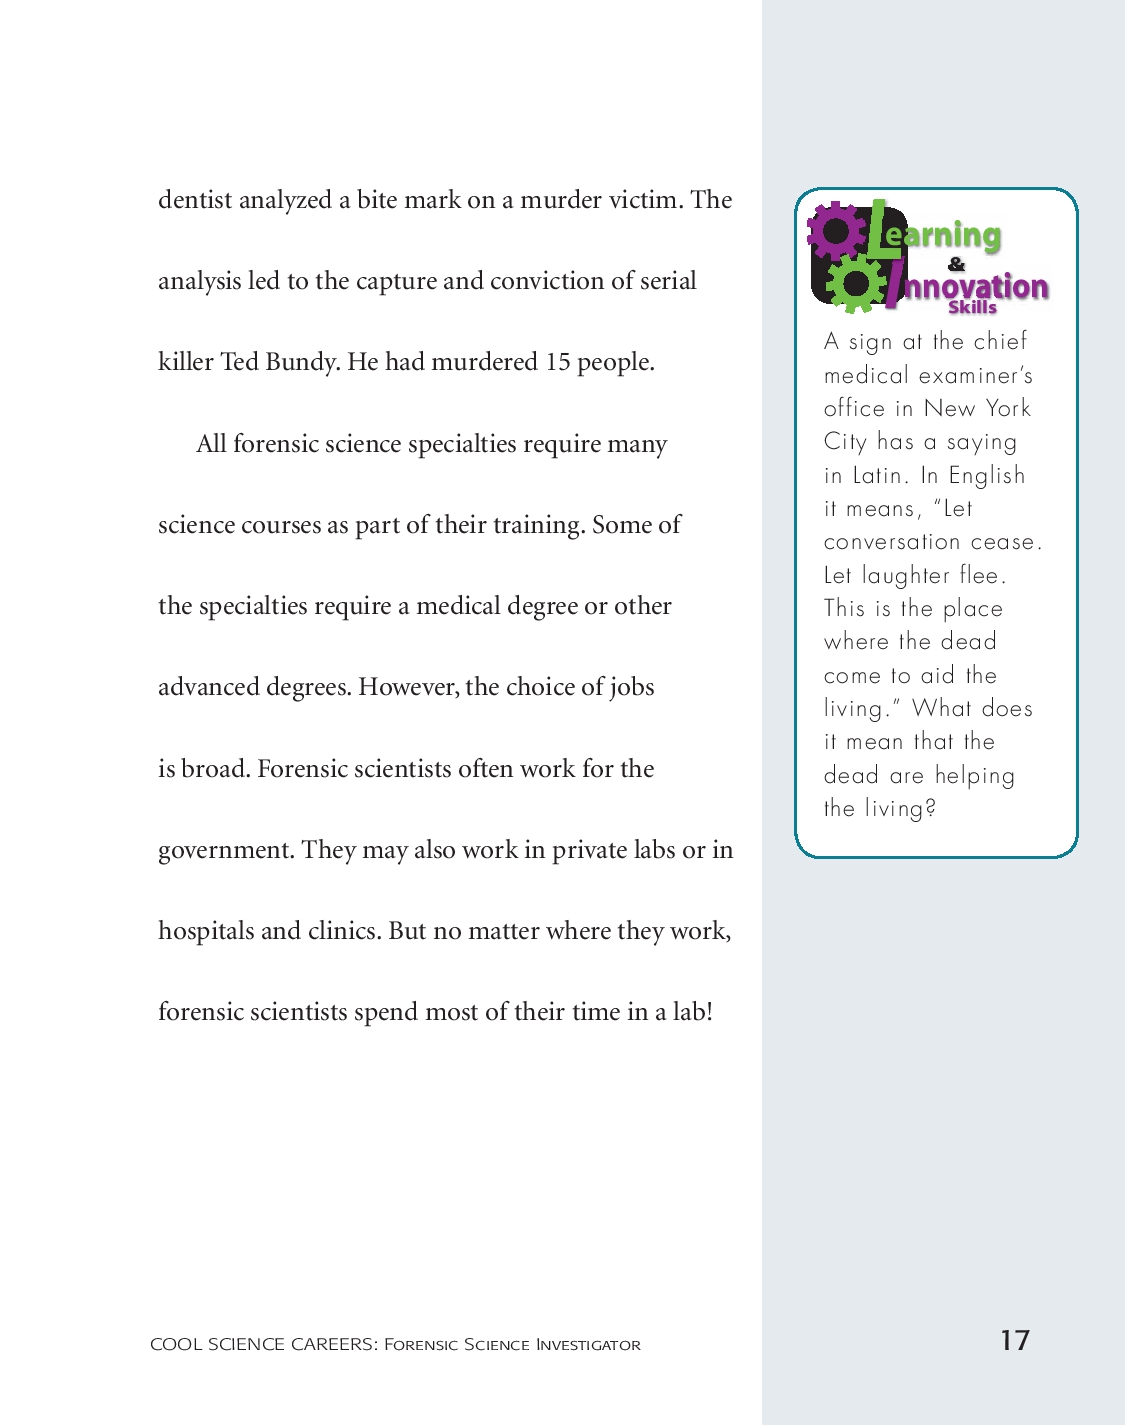 dentist analyzed a bite mark on a murder victim. The
analysis led to the capture and conviction of serial
killer Ted Bundy. He had murdered 15 people.
All forensic science specialties require many
science courses as part of their training. Some of
the specialties require a medical degree or other
advanced degrees. However, the choice of jobs
is broad. Forensic scientists often work for the
government. They may also work in private labs or in
hospitals and clinics. But no matter where they work,
forensic scientists spend most of their time in a lab!
Learning
&
Innovation
Skills
A sign at the chief
medical examiner’s
office in New York
City has a saying
in Latin. In English
it means, “Let
conversation cease.
Let laughter flee.
This is the place
where the dead
come to aid the
living.” What does
it mean that the
dead are helping
the living?
COOL SCIENCE CAREERS: Forensic Science Investigator
17